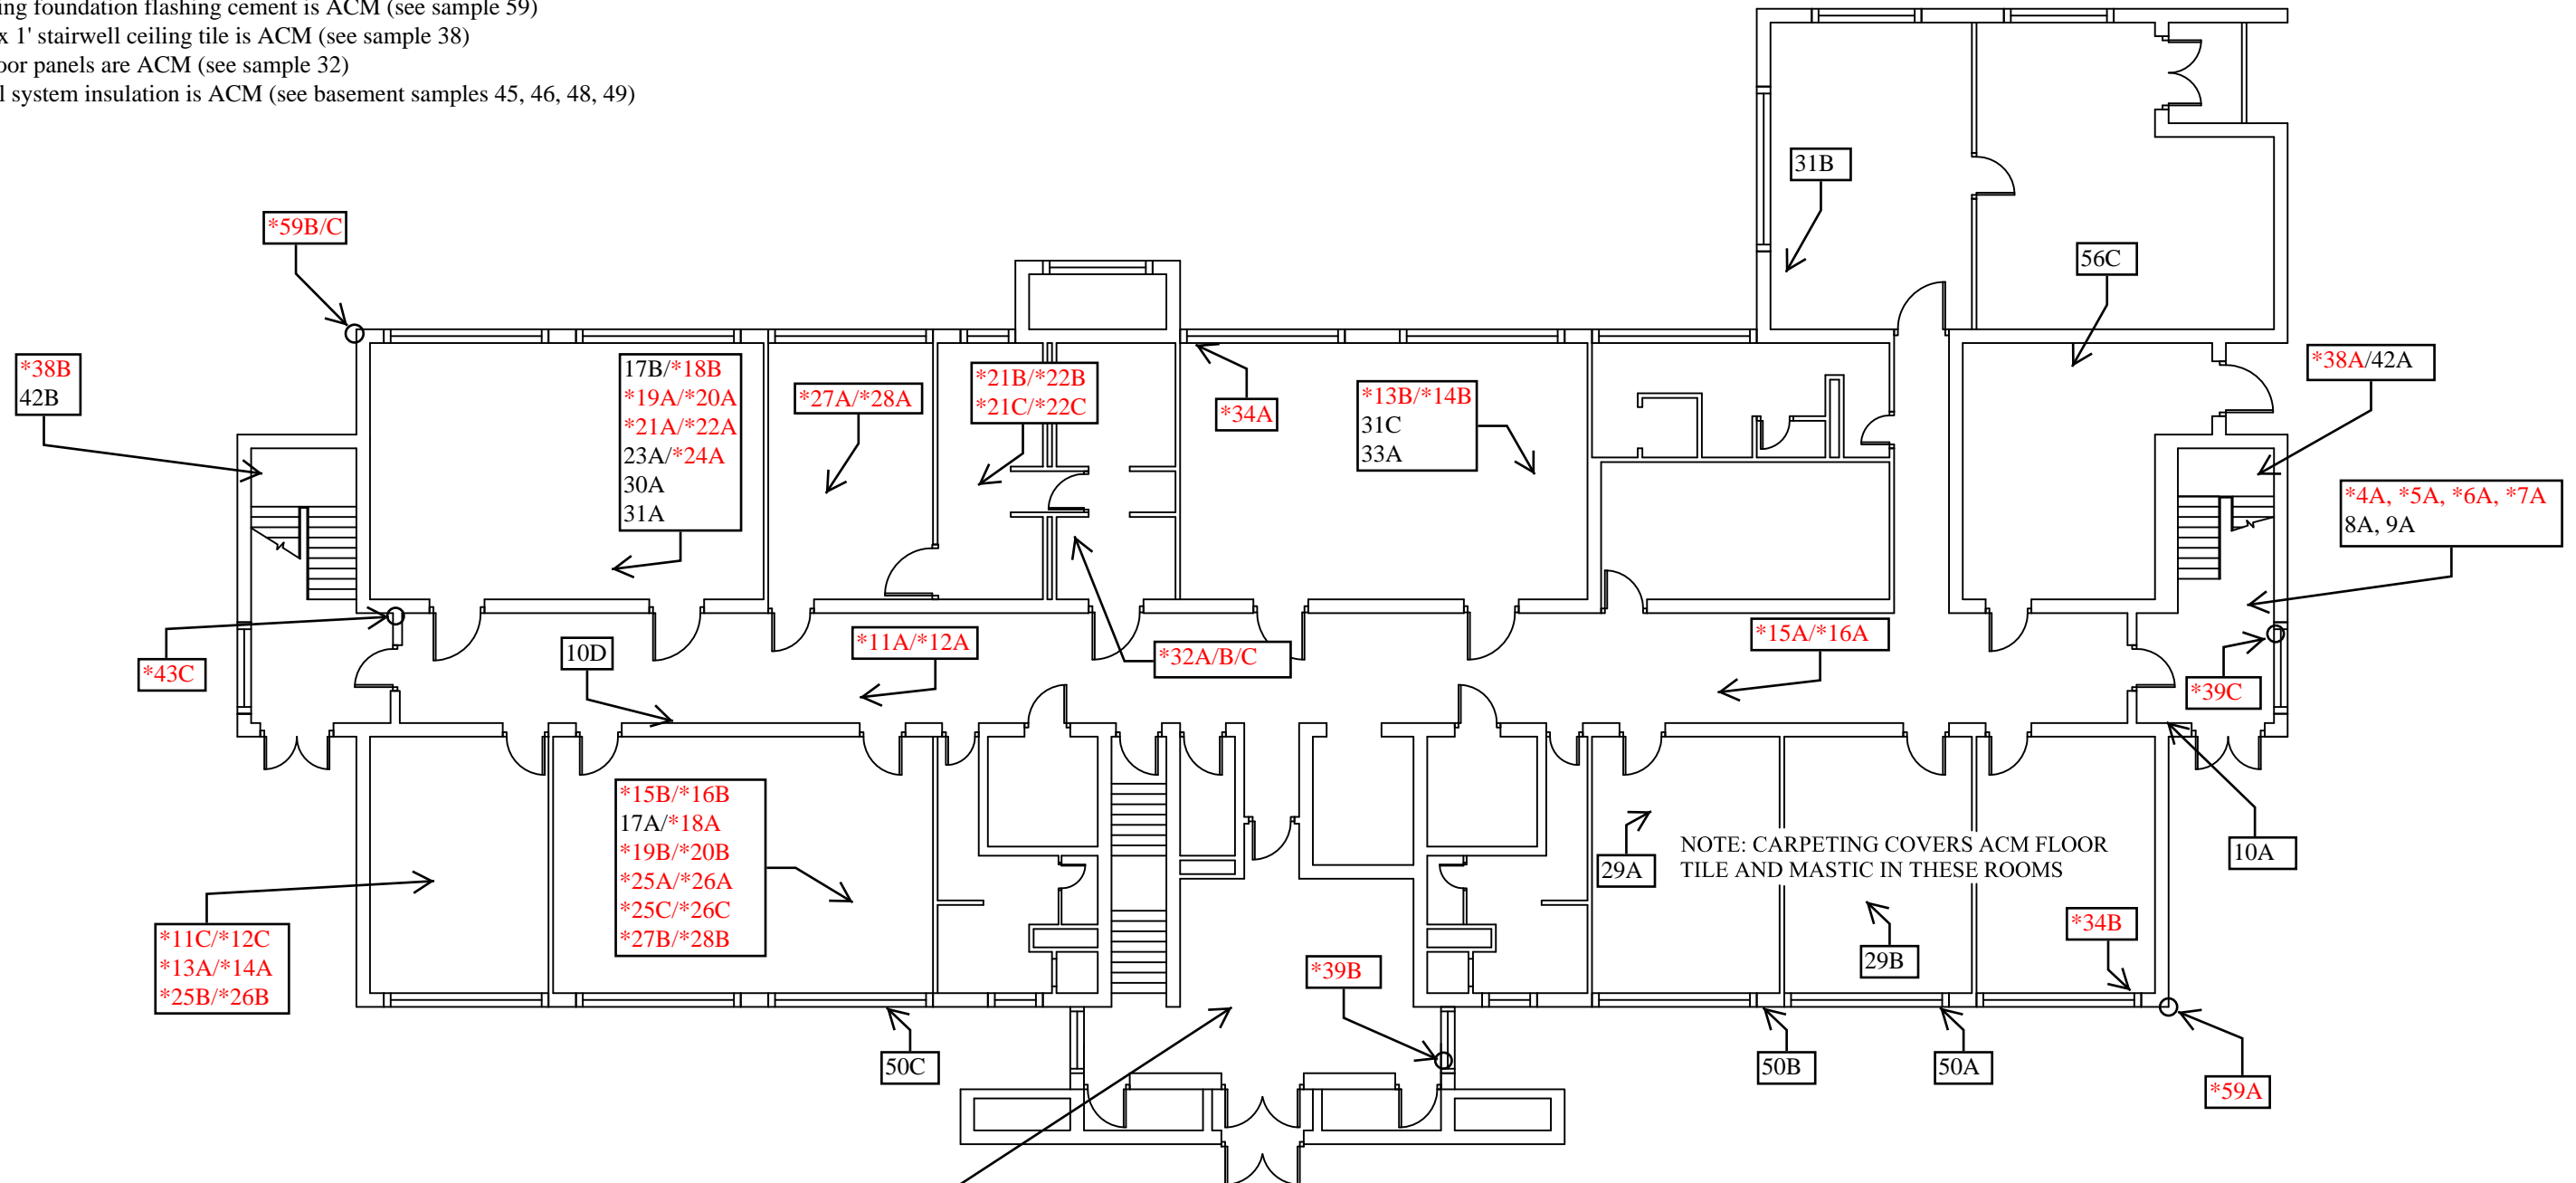 foundation flashing cement is ACM (see sample 59)
x 1' stairwell ceiling tile is ACM (see sample 38)
panels are ACM (see sample 32)
system insulation is ACM (see basement samples 45, 46, 48, 49)
31B
*59B/C
56C
*38B
42B
17B/*18B
*19A/*20A
*21A/*22A
23A/*24A
30A
31A
*27A/*28A
*21B/*22B
*21C/*22C
*34A
*13B/*14B
31C
33A
*38A/42A
*4A, *5A, *6A, *7A
8A, 9A
*43C
10D
*11A/*12A
*32A/B/C
*15A/*16A
*39C
*15B/*16B
17A/*18A
*19B/*20B
*25A/*26A
*25C/*26C
*27B/*28B
29A
NOTE: CARPETING COVERS ACM FLOOR
TILE AND MASTIC IN THESE ROOMS
10A
*11C/*12C
*13A/*14A
*25B/*26B
*39B
29B
*34B
50C
50B
50A
*59A